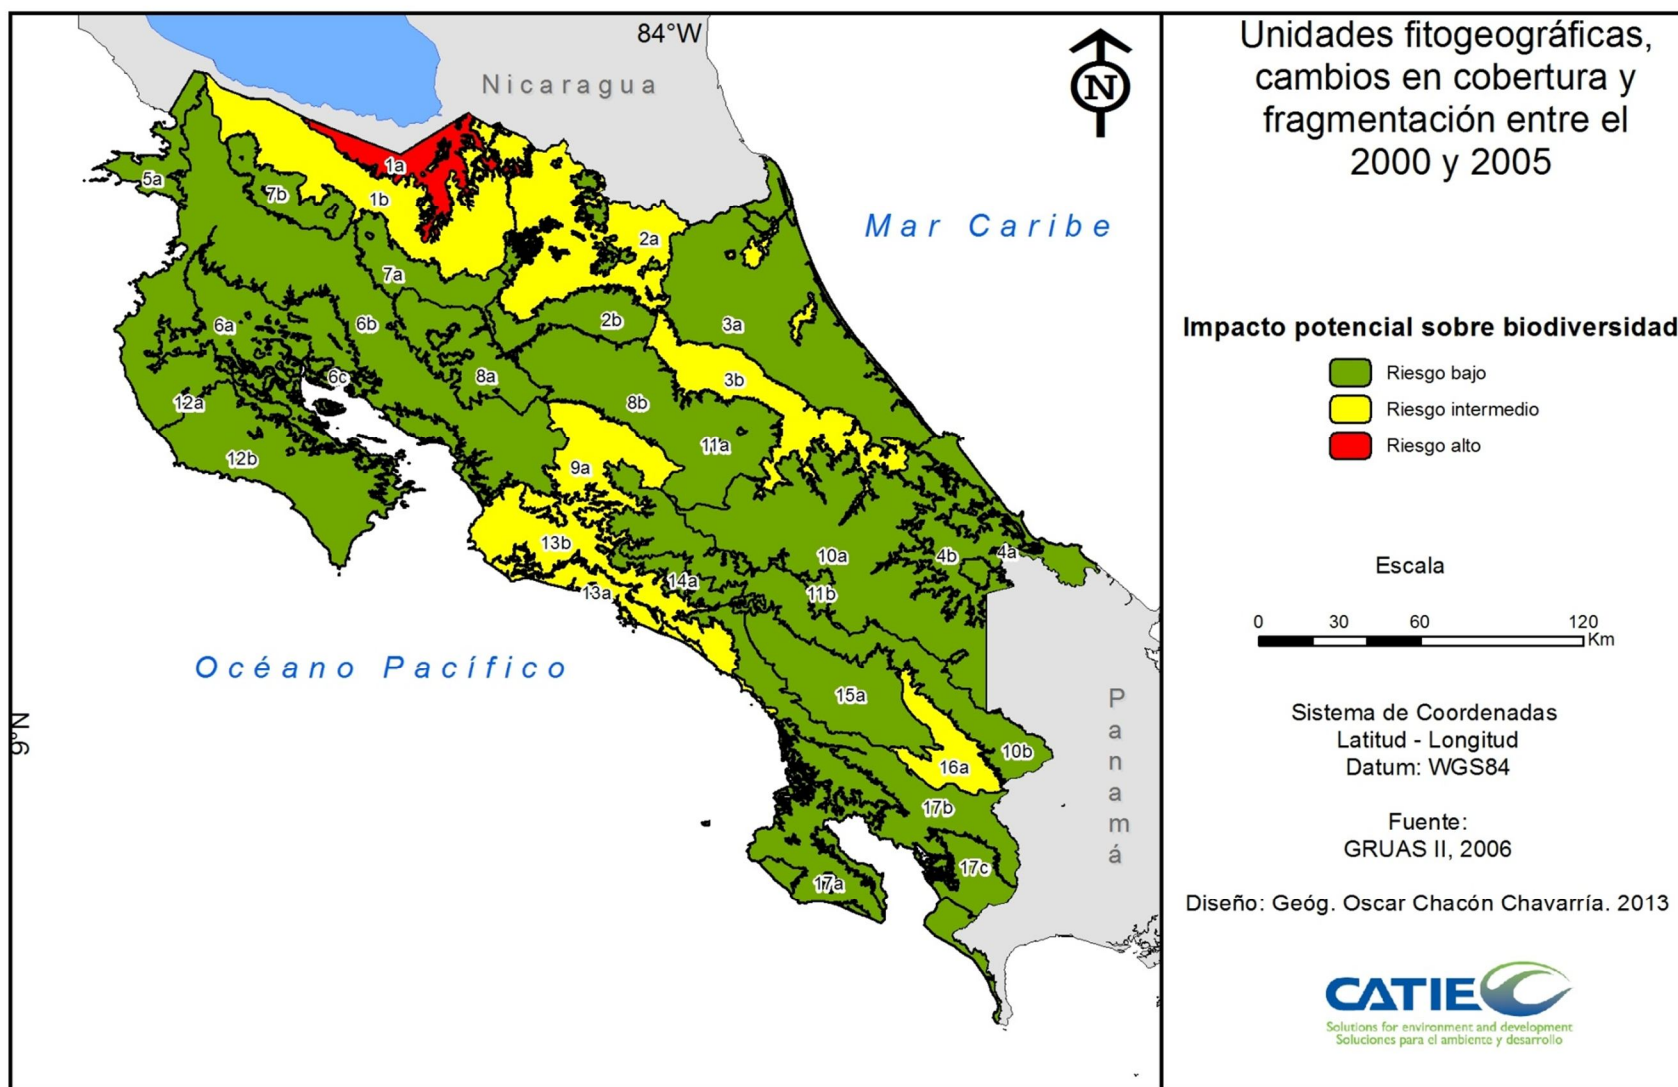 84°W
Nicaragua
Mar Caribe
Océano Pacífico
Panamá
9°N
1a
1b
5a
7b
2a
7a
2b
3a
6a
6b
3b
6c
8a
8b
12a
11a
12b
9a
13b
10a
4b
4a
14a
13a
11b
15a
10b
16a
17b
17c
17a
Unidades fitogeográficas,
cambios en cobertura y
fragmentación entre el
2000 y 2005
Impacto potencial sobre biodiversidad
Riesgo bajo
Riesgo intermedio
Riesgo alto
Escala
0 30 60 120
Km
Sistema de Coordenadas
Latitud - Longitud
Datum: WGS84
Fuente:
GRUAS II, 2006
Diseño: Geóg. Oscar Chacón Chavarría. 2013
CATIE
Solutions for environment and development
Soluciones para el ambiente y desarrollo
N